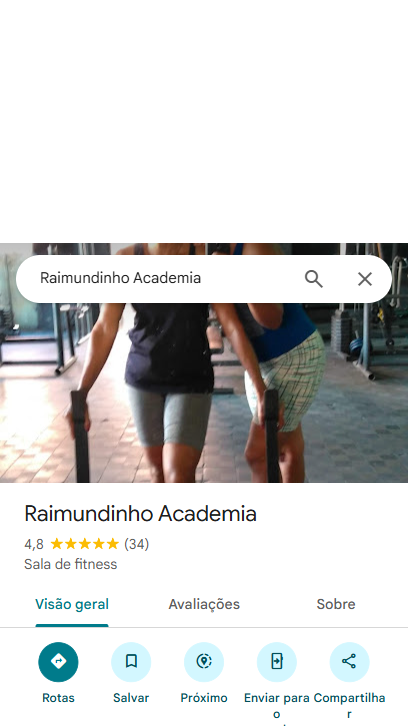 Raimundinho Academia
Raimundinho Academia
4,8 (34)
Sala de fitness
Visão geral Avaliações Sobre
Rotas Salvar Próximo Enviar para o Compartilhar